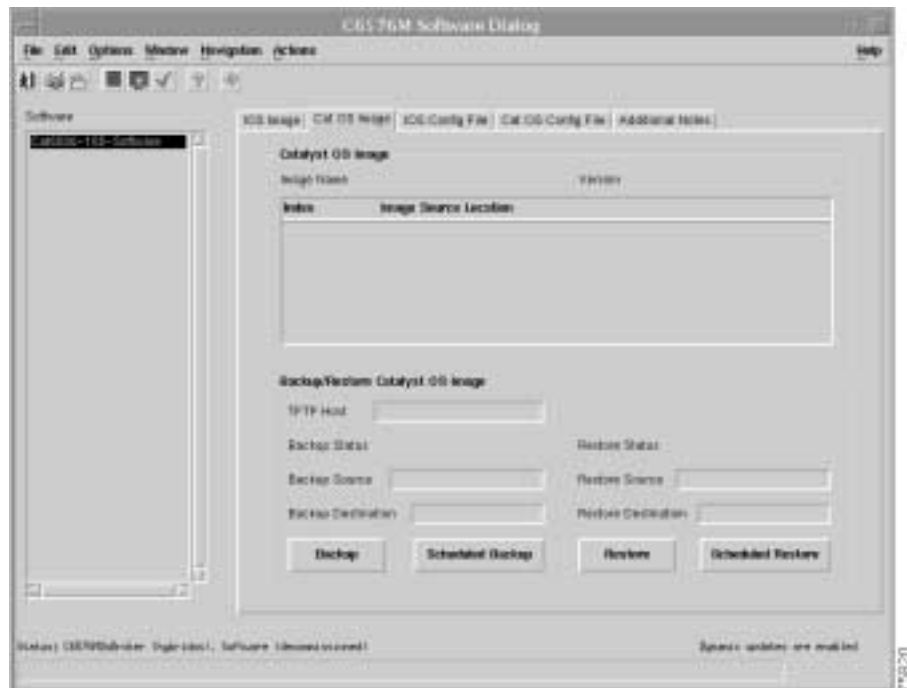 C6576M Software Dialog
File Edit Options Window Navigation Actions Help
Software
IOS Image Cat OS Image IOS Config File Cat OS Config File Additional Notes
Catalyst OS Image
Image Name Version
Index Image Source Location
Backup/Restore Catalyst OS Image
TFTP Host
Backup Status Restore Status
Backup Source Restore Source
Backup Destination Restore Destination
Backup Scheduled Backup Restore Scheduled Restore
Software (decommissioned) Dynamic updates are enabled
75820